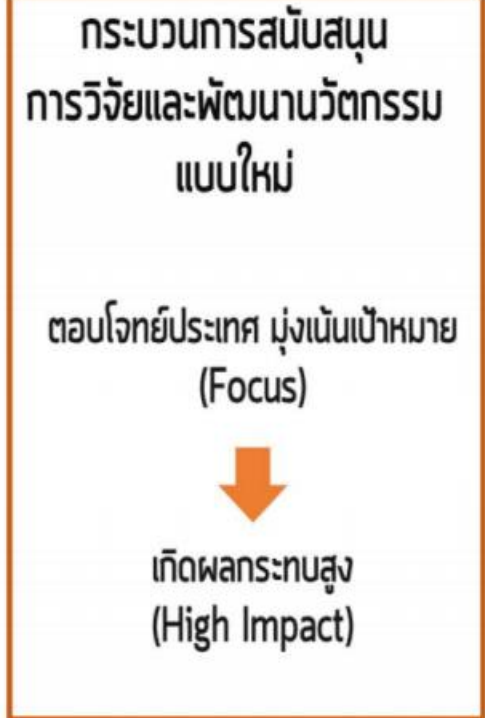 กระบวนการสนับสนุน
การวิจัยและพัฒนานวัตกรรม
แบบใหม่
ตอบโจทย์ประเทศ มุ่งเน้นเป้าหมาย
(Focus)
เกิดผลกระทบสูง
(High Impact)